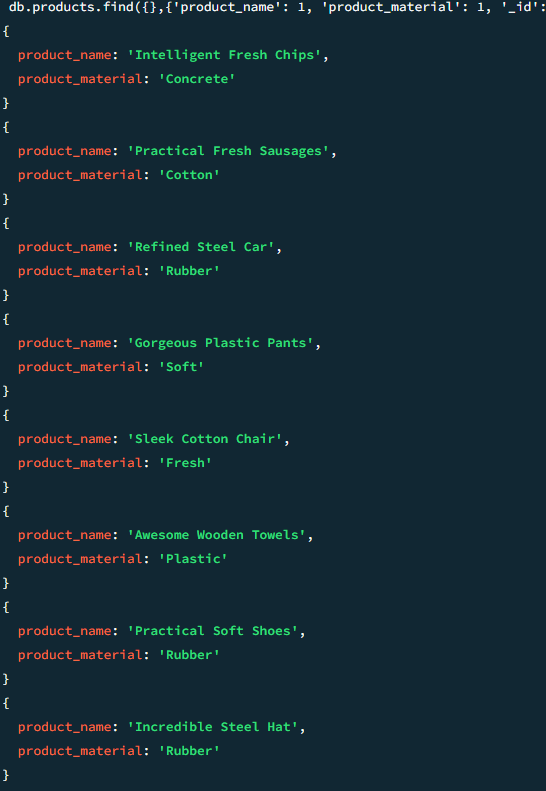 db.products.find({},{'product_name': 1, 'product_material': 1, '_id':
{
product_name: 'Intelligent Fresh Chips',
product_material: 'Concrete'
}
{
product_name: 'Practical Fresh Sausages',
product_material: 'Cotton'
}
{
product_name: 'Refined Steel Car',
product_material: 'Rubber'
}
{
product_name: 'Gorgeous Plastic Pants',
product_material: 'Soft'
}
{
product_name: 'Sleek Cotton Chair',
product_material: 'Fresh'
}
{
product_name: 'Awesome Wooden Towels',
product_material: 'Plastic'
}
{
product_name: 'Practical Soft Shoes',
product_material: 'Rubber'
}
{
product_name: 'Incredible Steel Hat',
product_material: 'Rubber'
}